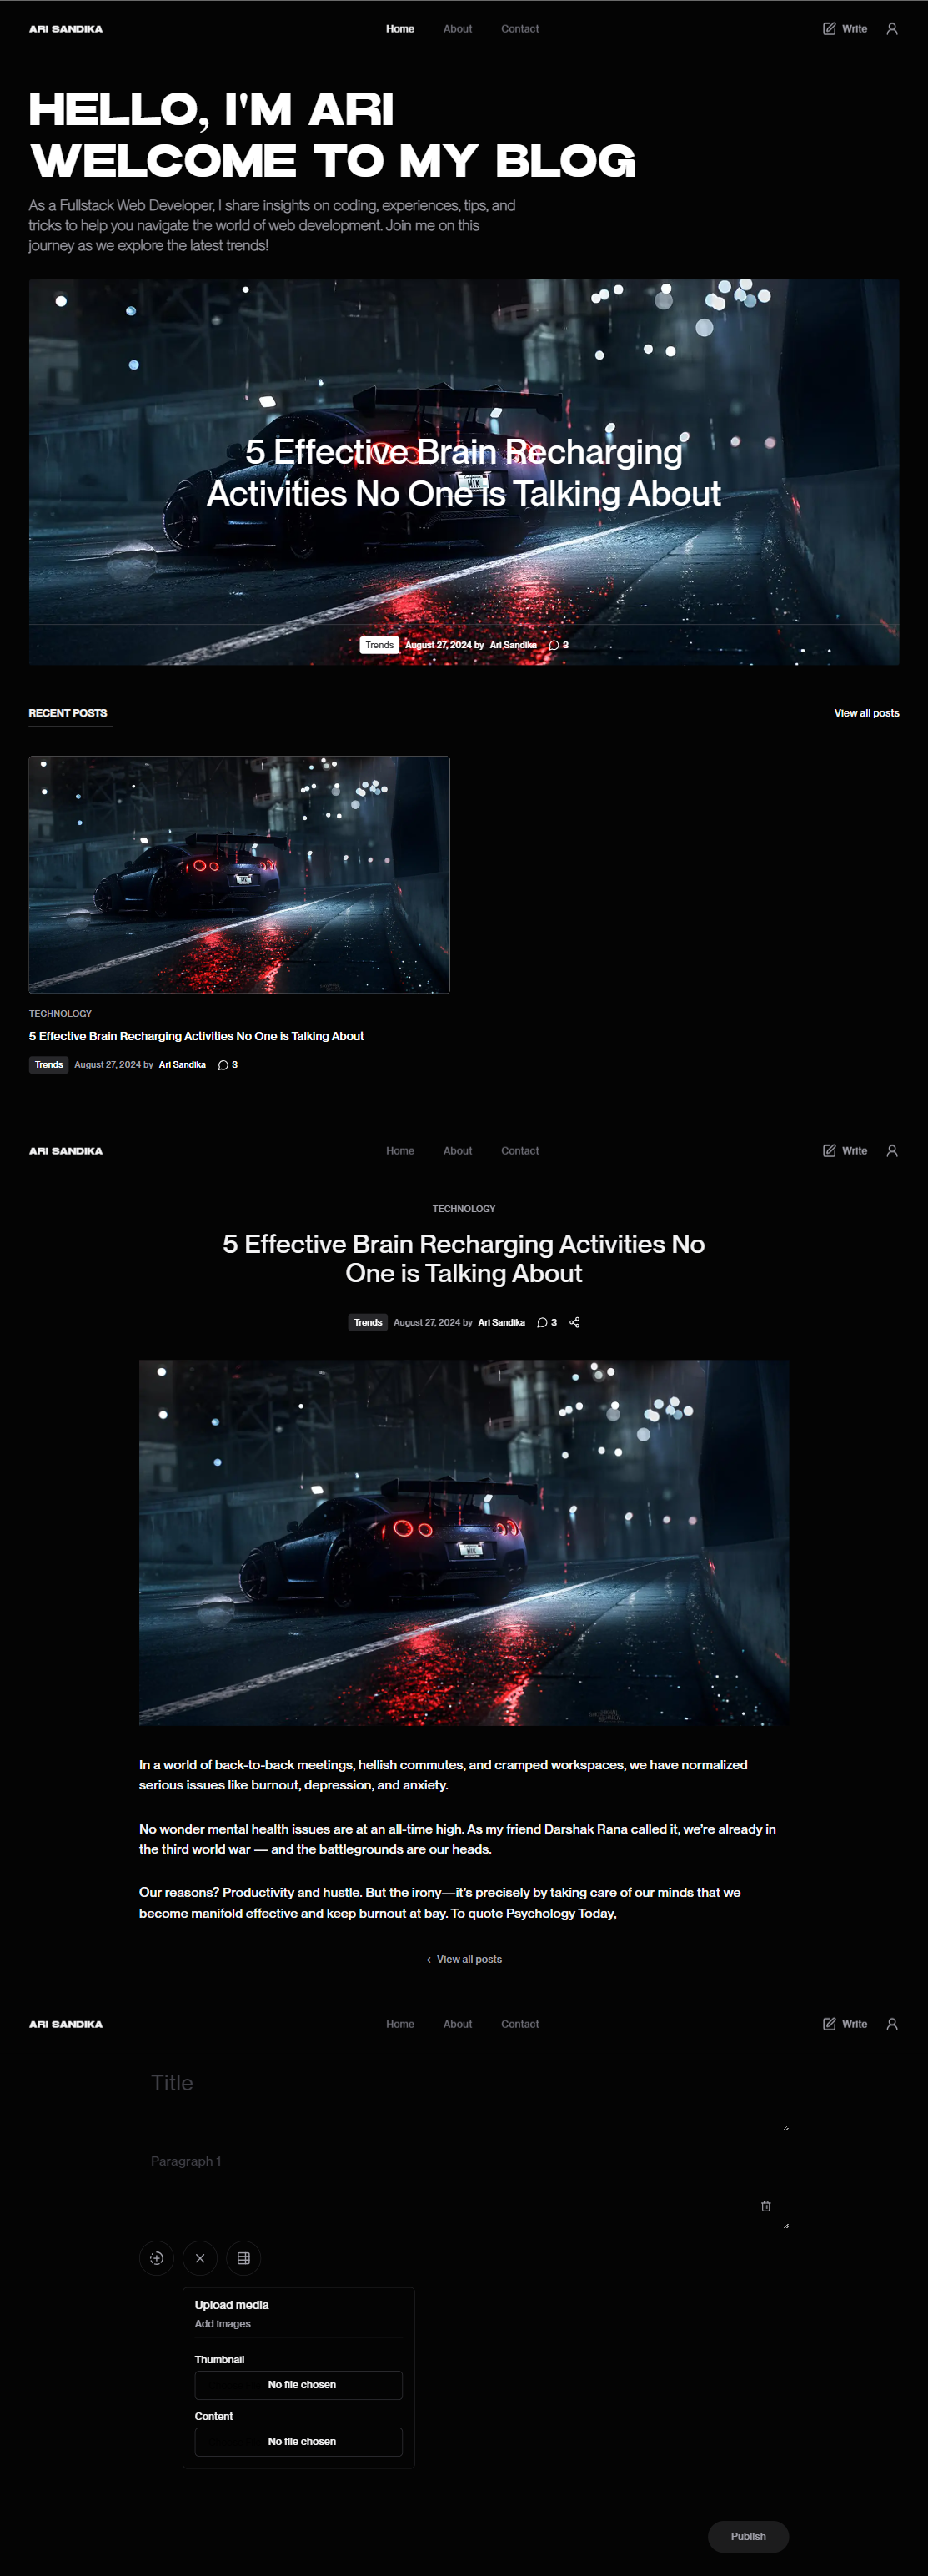 ARI SANDIKA
Home About Contact
Write
HELLO, I'M ARI
WELCOME TO MY BLOG
As a Fullstack Web Developer, I share insights on coding, experiences, tips, and
tricks to help you navigate the world of web development. Join me on this
journey as we explore the latest trends!
5 Effective Brain Recharging
Activities No One is Talking About
Trends August 27, 2024 by Ari Sandika 3
RECENT POSTS
View all posts
TECHNOLOGY
5 Effective Brain Recharging Activities No One is Talking About
Trends August 27, 2024 by Ari Sandika 3
ARI SANDIKA
Home About Contact
Write
TECHNOLOGY
5 Effective Brain Recharging Activities No
One is Talking About
Trends August 27, 2024 by Ari Sandika 3
In a world of back-to-back meetings, hellish commutes, and cramped workspaces, we have normalized
serious issues like burnout, depression, and anxiety.
No wonder mental health issues are at an all-time high. As my friend Darshak Rana called it, we’re already in
the third world war — and the battlegrounds are our heads.
Our reasons? Productivity and hustle. But the irony—it’s precisely by taking care of our minds that we
become manifold effective and keep burnout at bay. To quote Psychology Today,
← View all posts
ARI SANDIKA
Home About Contact
Write
Title
Paragraph 1
Upload media
Add images
Thumbnail
No file chosen
Content
No file chosen
Publish